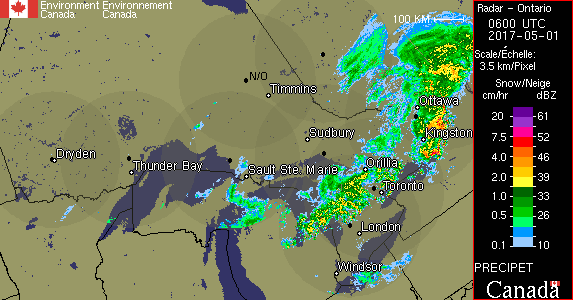 Environment Environnement
Canada Canada
100 KM
N/O
Timmins
Ottawa
Sudbury
Kingston
Dryden
Thunder Bay
Sault Ste. Marie
Orillia
Toronto
London
Windsor
Radar - Ontario
0600 UTC
2017-05-01
Scale/Échelle:
3.5 km/Pixel
Snow/Neige
cm/hr dBZ
20 61
7.5 52
4.0 46
2.0 39
1.0 33
0.5 26
0.1 10
PRECIPET
Canada